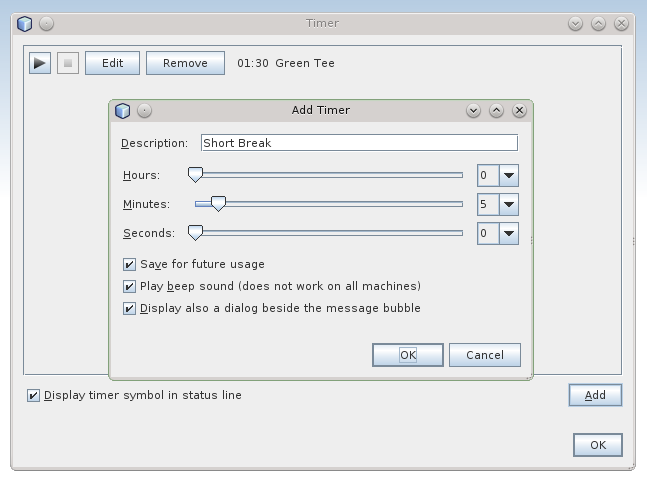 Timer
Edit Remove 01:30 Green Tee
Add Timer
Description: Short Break
Hours: 0
Minutes: 5
Seconds: 0
Save for future usage
Play beep sound (does not work on all machines)
Display also a dialog beside the message bubble
OK Cancel
Display timer symbol in status line Add
OK